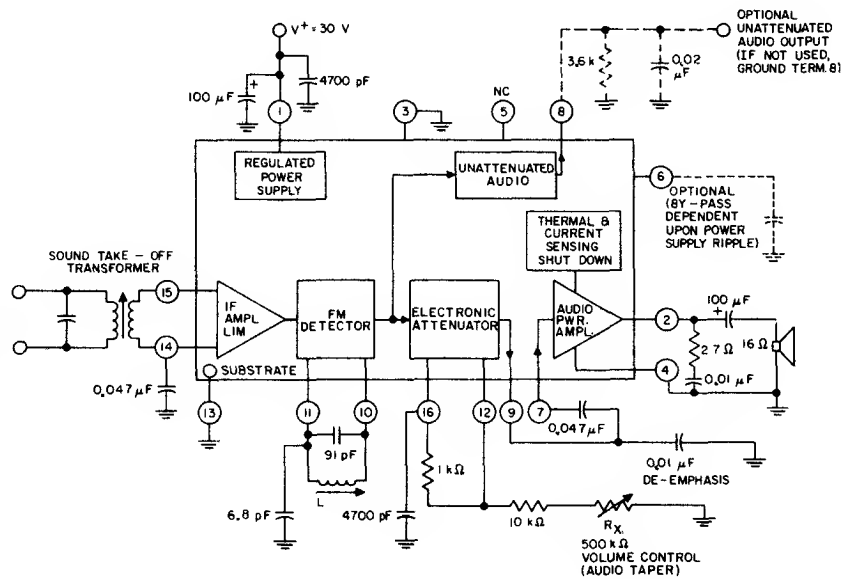 V+ = 30 V
100 μF
+
4700 pF
1
3
NC
5
8
3.6 k
0.02
μF
OPTIONAL
UNATTENUATED
AUDIO OUTPUT
(IF NOT USED,
GROUND TERM. 8)
REGULATED
POWER
SUPPLY
UNATTENUATED
AUDIO
6
OPTIONAL
(BY-PASS
DEPENDENT
UPON POWER
SUPPLY RIPPLE)
THERMAL &
CURRENT
SENSING
SHUT DOWN
SOUND TAKE-OFF
TRANSFORMER
15
14
IF
AMPL
LIM
FM
DETECTOR
ELECTRONIC
ATTENUATOR
AUDIO
PWR.
AMPL.
2
100 μF
+
2.7 Ω
16 Ω
4
0.01
μF
0.047 μF
SUBSTRATE
13
11
10
16
12
9
7
0.047 μF
91 pF
L
6.8 pF
4700 pF
1 kΩ
0.01 μF
DE-EMPHASIS
10 kΩ
RX
500 kΩ
VOLUME CONTROL
(AUDIO TAPER)